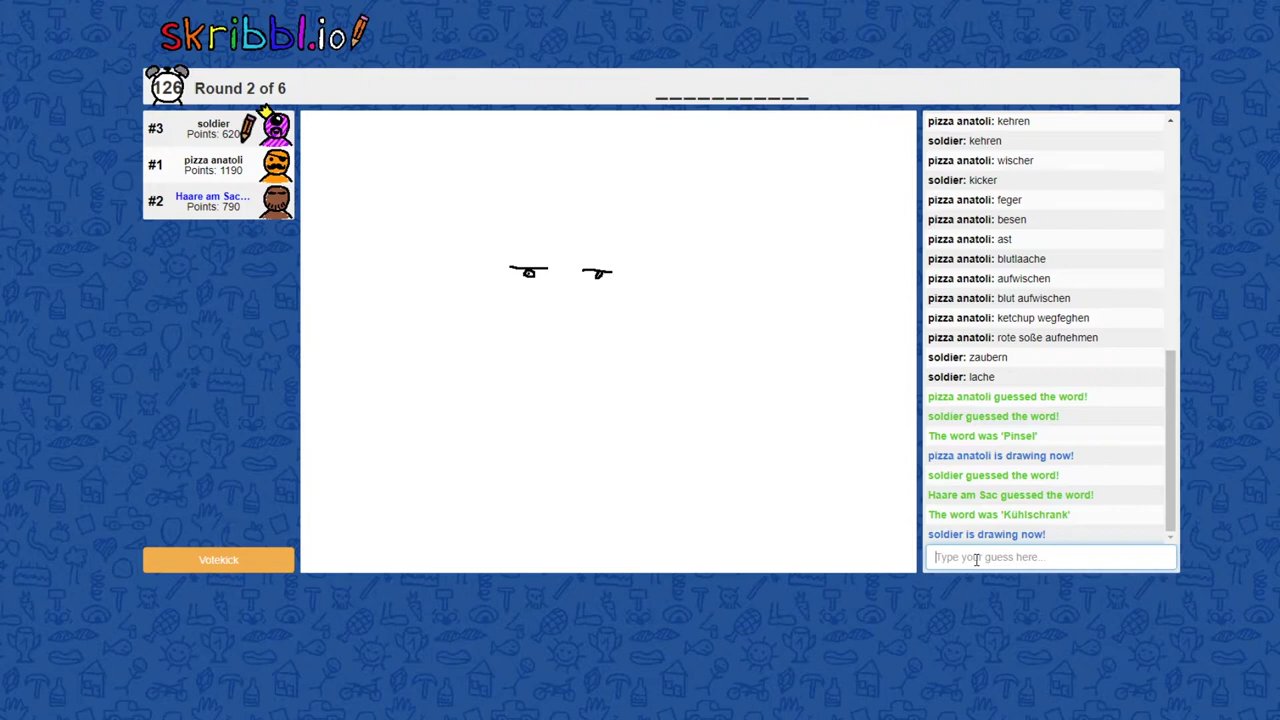 skribbl.io
126
Round 2 of 6
___________
#3
soldier
Points: 620
#1
pizza anatoli
Points: 1190
#2
Haare am Sac...
Points: 790
Votekick
pizza anatoli: kehren
soldier: kehren
pizza anatoli: wischer
soldier: kicker
pizza anatoli: feger
pizza anatoli: besen
pizza anatoli: ast
pizza anatoli: blutlaache
pizza anatoli: aufwischen
pizza anatoli: blut aufwischen
pizza anatoli: ketchup wegfeghen
pizza anatoli: rote soße aufnehmen
soldier: zaubern
soldier: lache
pizza anatoli guessed the word!
soldier guessed the word!
The word was 'Pinsel'
pizza anatoli is drawing now!
soldier guessed the word!
Haare am Sac guessed the word!
The word was 'Kühlschrank'
soldier is drawing now!
Type your guess here...